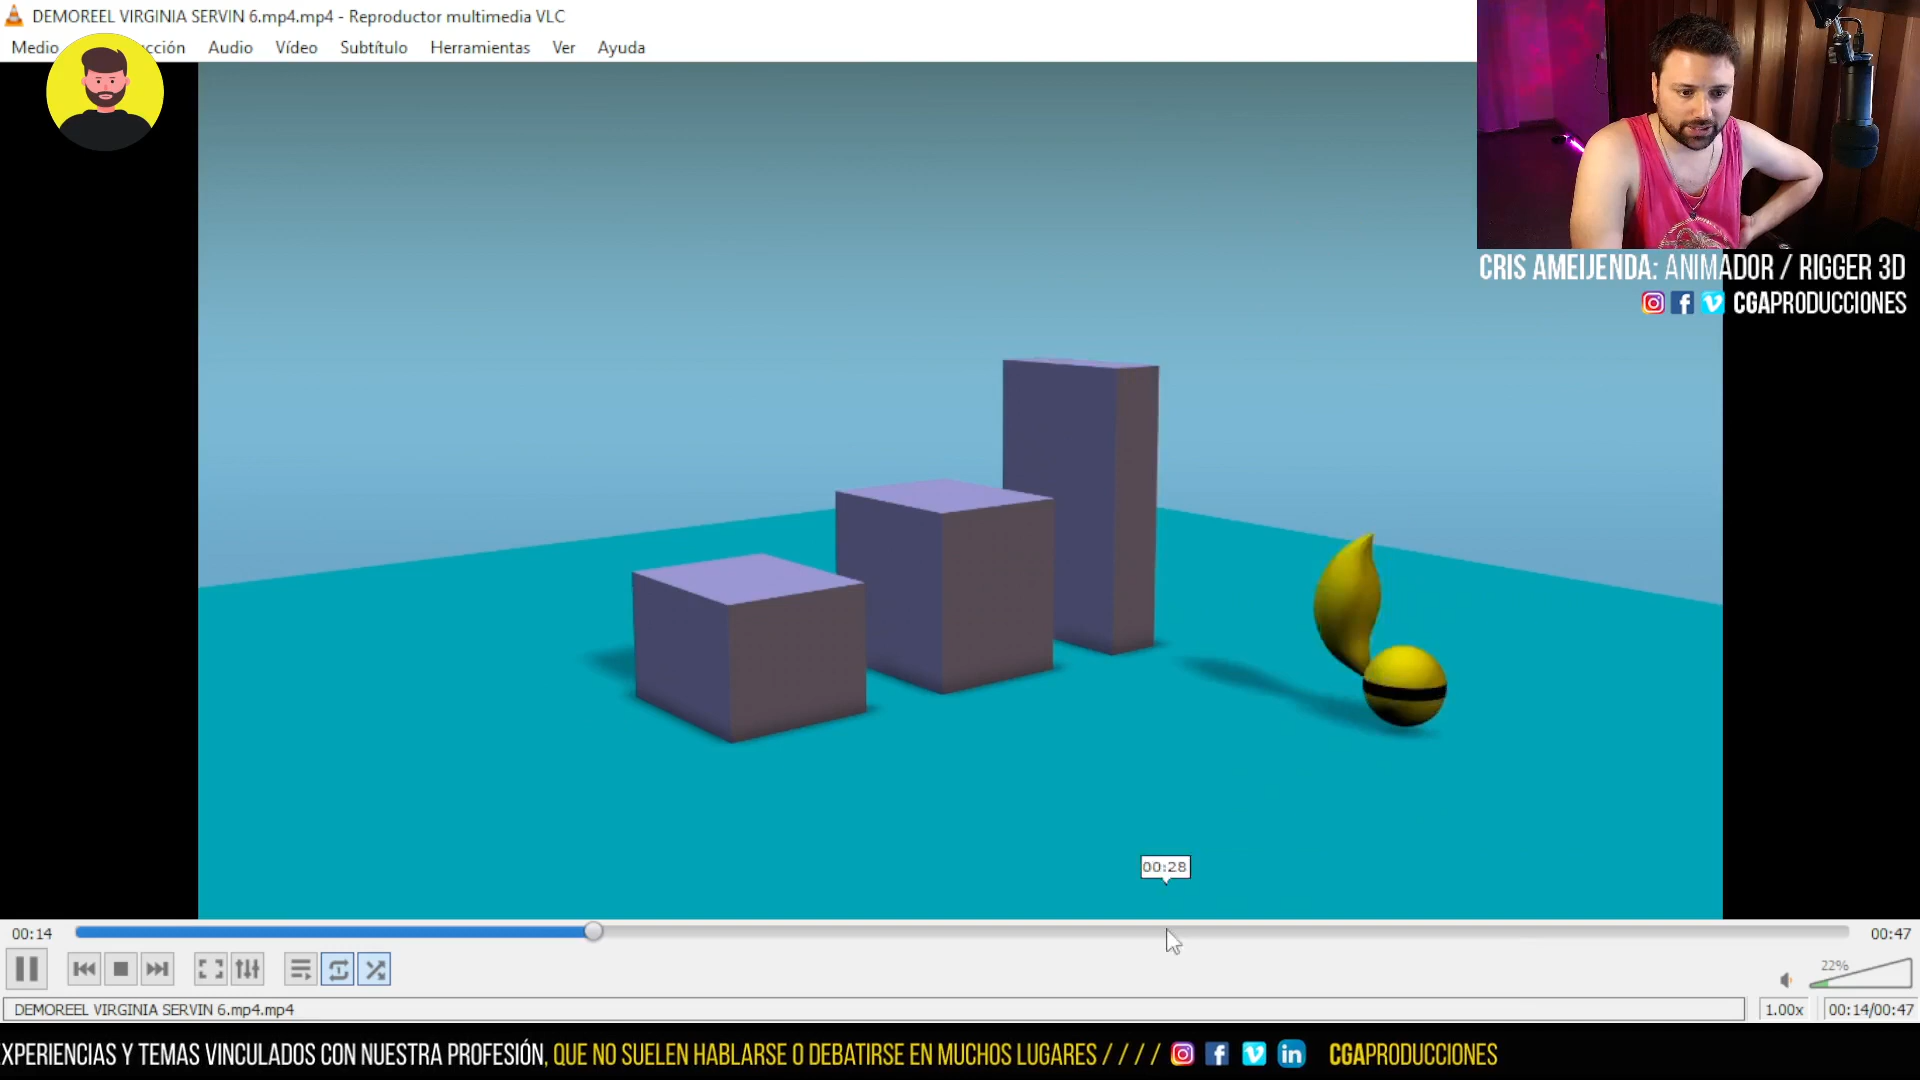 DEMOREEL VIRGINIA SERVIN 6.mp4.mp4 - Reproductor multimedia VLC
Medio cción Audio Vídeo Subtítulo Herramientas Ver Ayuda
CRIS AMEIJENDA: ANIMADOR / RIGGER 3D
CGAPRODUCCIONES
00:28
00:14
00:47
22%
DEMOREEL VIRGINIA SERVIN 6.mp4.mp4
1.00x
00:14/00:47
XPERIENCIAS Y TEMAS VINCULADOS CON NUESTRA PROFESIÓN, QUE NO SUELEN HABLARSE O DEBATIRSE EN MUCHOS LUGARES / / / / CGAPRODUCCIONES